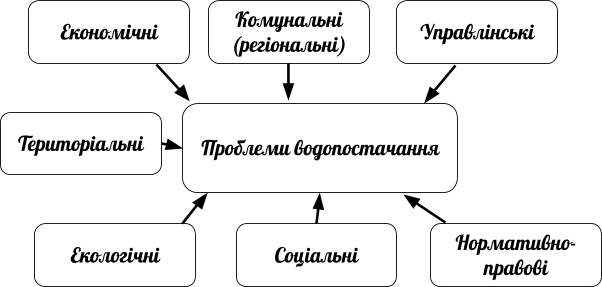 Економічні
Комунальні
(регіональні)
Управлінські
Територіальні
Проблеми водопостачання
Екологічні
Соціальні
Нормативно-
правові